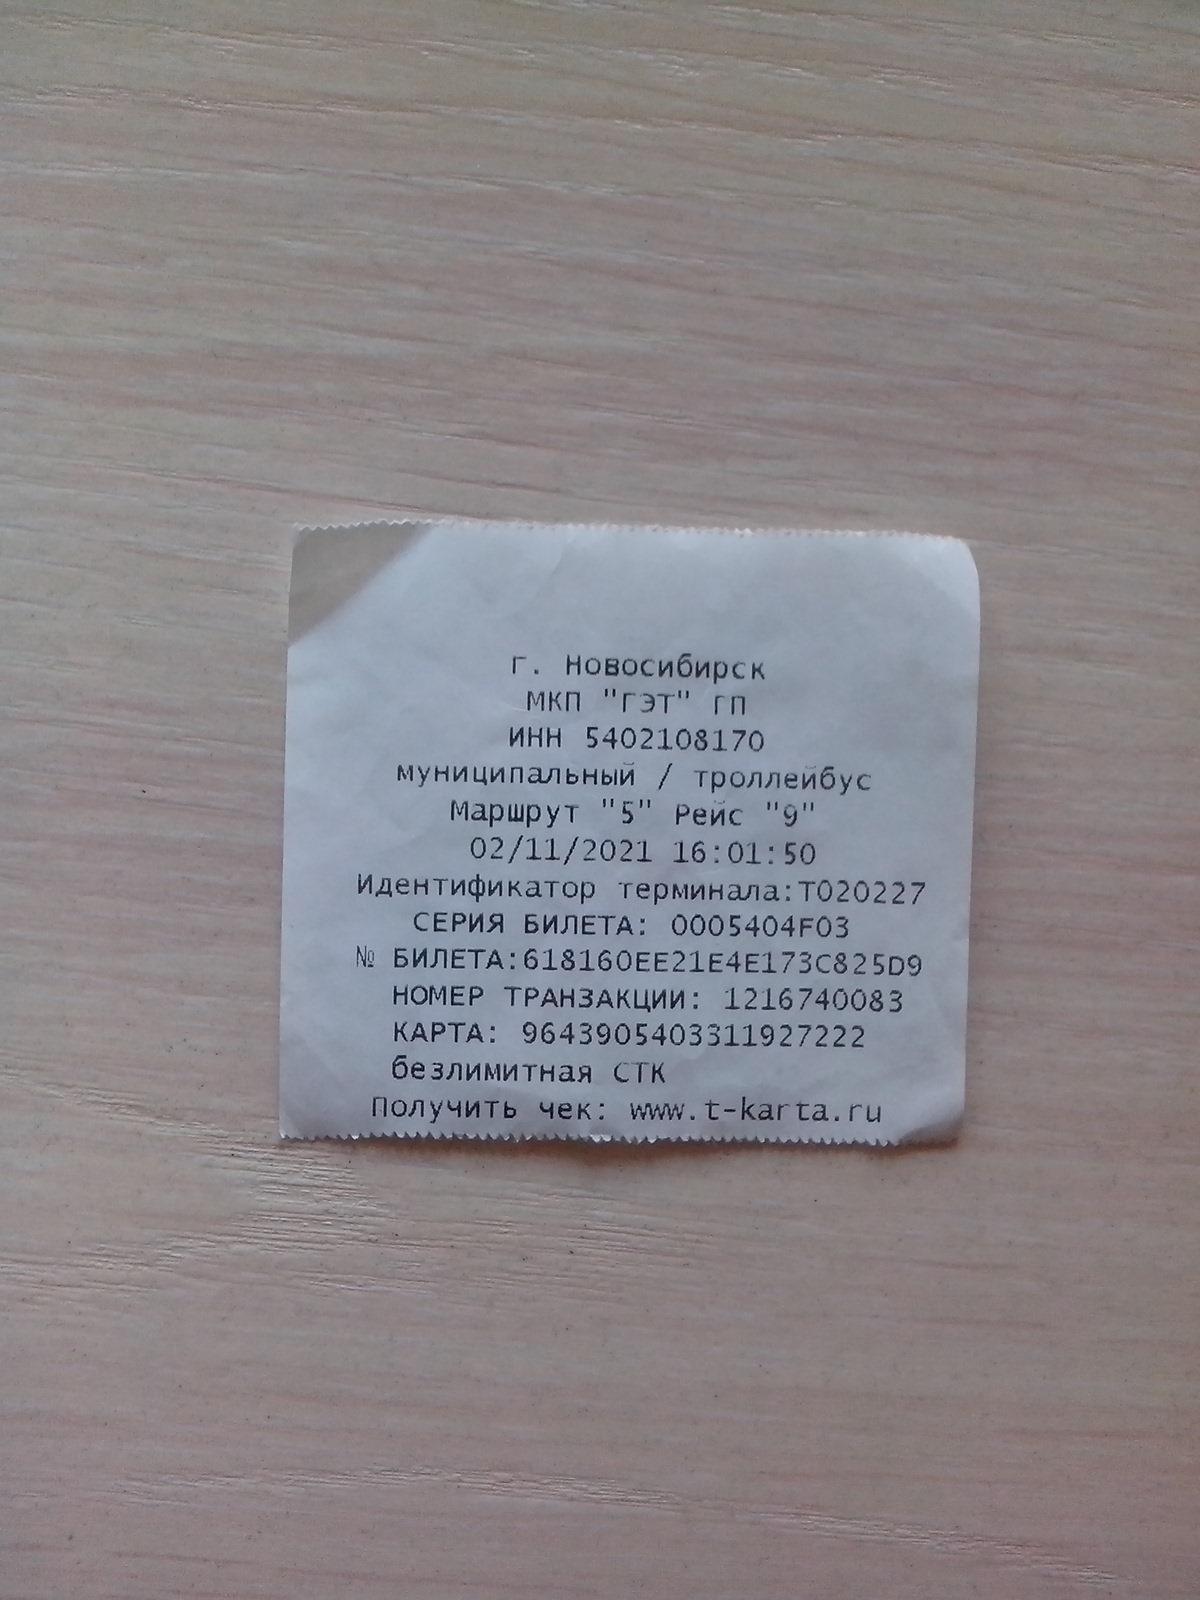 г. Новосибирск
МКП "ГЭТ" ГП
ИНН 5402108170
муниципальный / троллейбус
Маршрут "5" Рейс "9"
02/11/2021 16:01:50
Идентификатор терминала:Т020227
СЕРИЯ БИЛЕТА: 0005404F03
№ БИЛЕТА:618160EE21E4E173C825D9
НОМЕР ТРАНЗАКЦИИ: 1216740083
КАРТА: 9643905403311927222
безлимитная СТК
Получить чек: www.t-karta.ru